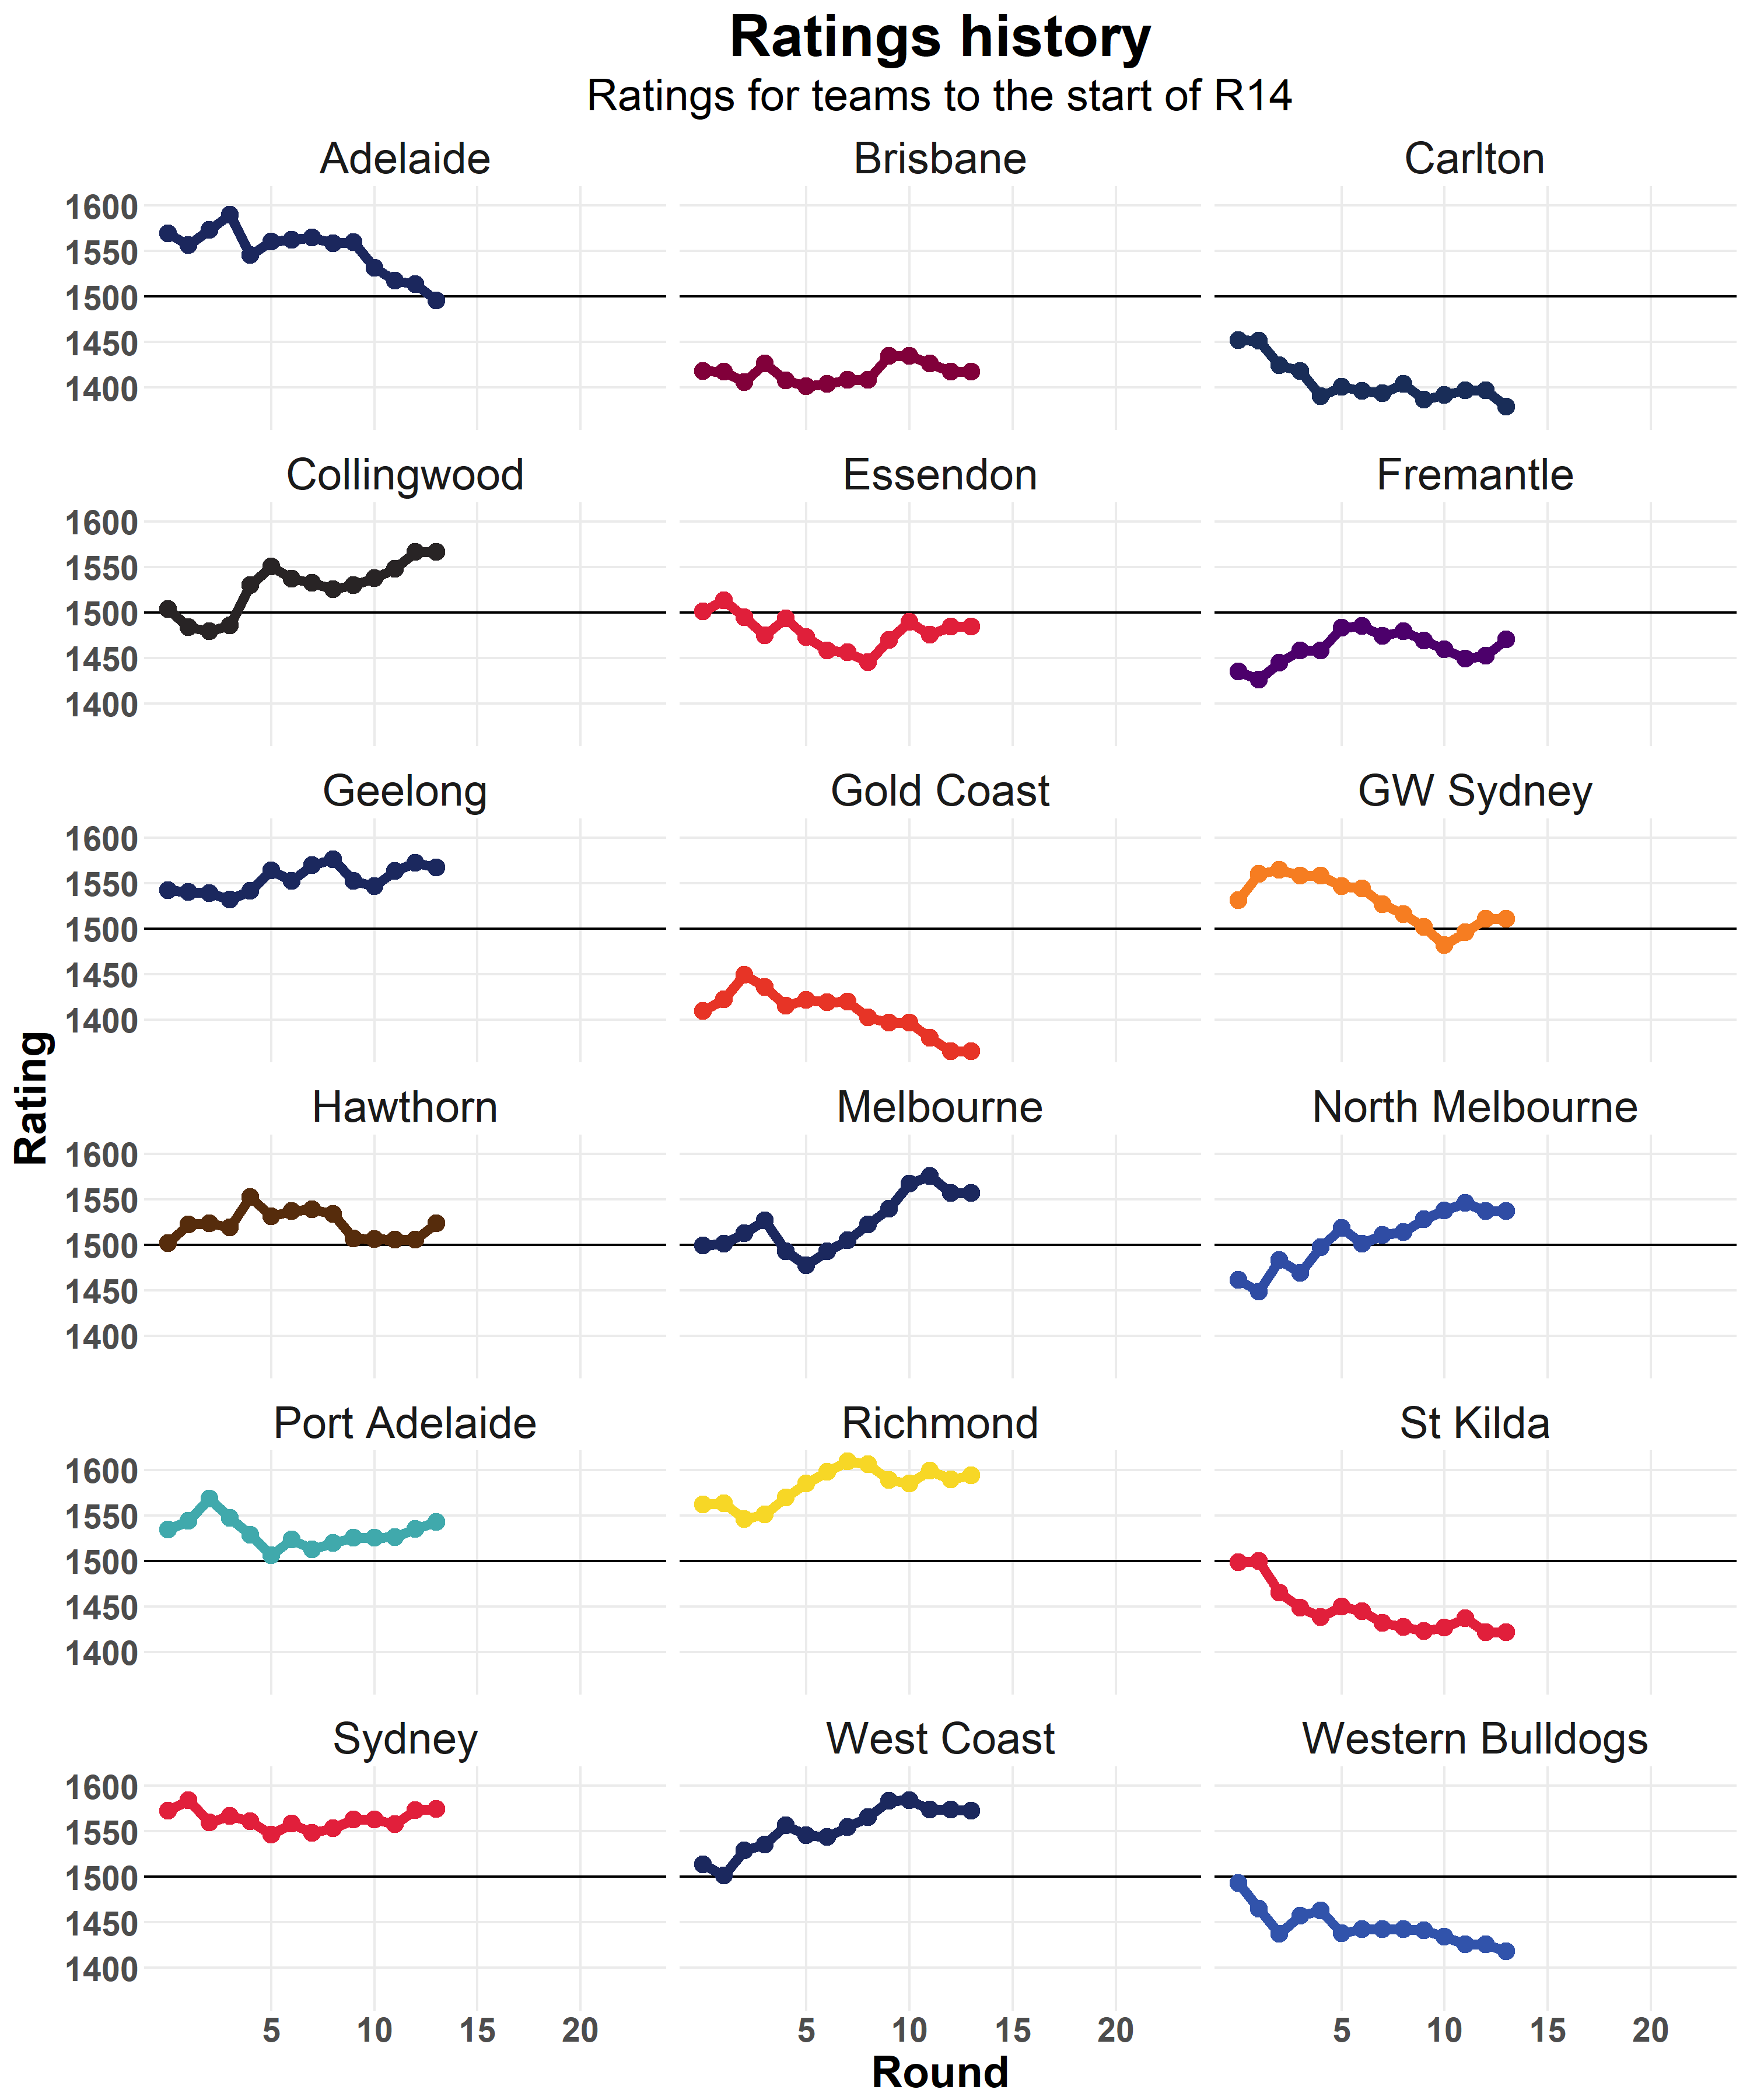 Ratings history
Ratings for teams to the start of R14
Adelaide Brisbane Carlton
1600
1550
1500
1450
1400
Collingwood Essendon Fremantle
1600
1550
1500
1450
1400
Geelong Gold Coast GW Sydney
1600
1550
1500
1450
1400
Rating
Hawthorn Melbourne North Melbourne
1600
1550
1500
1450
1400
Port Adelaide Richmond St Kilda
1600
1550
1500
1450
1400
Sydney West Coast Western Bulldogs
1600
1550
1500
1450
1400
5 10 15 20 5 10 15 20 5 10 15 20
Round